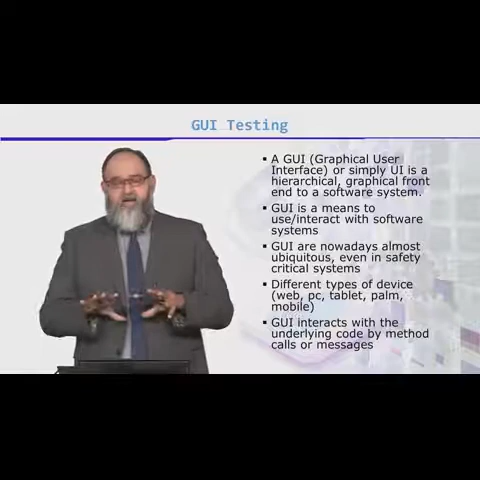 GUI Testing
▪ A GUI (Graphical User
Interface) or simply UI is a
hierarchical, graphical front
end to a software system.
▪ GUI is a means to
use/interact with software
systems
▪ GUI are nowadays almost
ubiquitous, even in safety
critical systems
▪ Different types of device
(web, pc, tablet, palm,
mobile)
▪ GUI interacts with the
underlying code by method
calls or messages